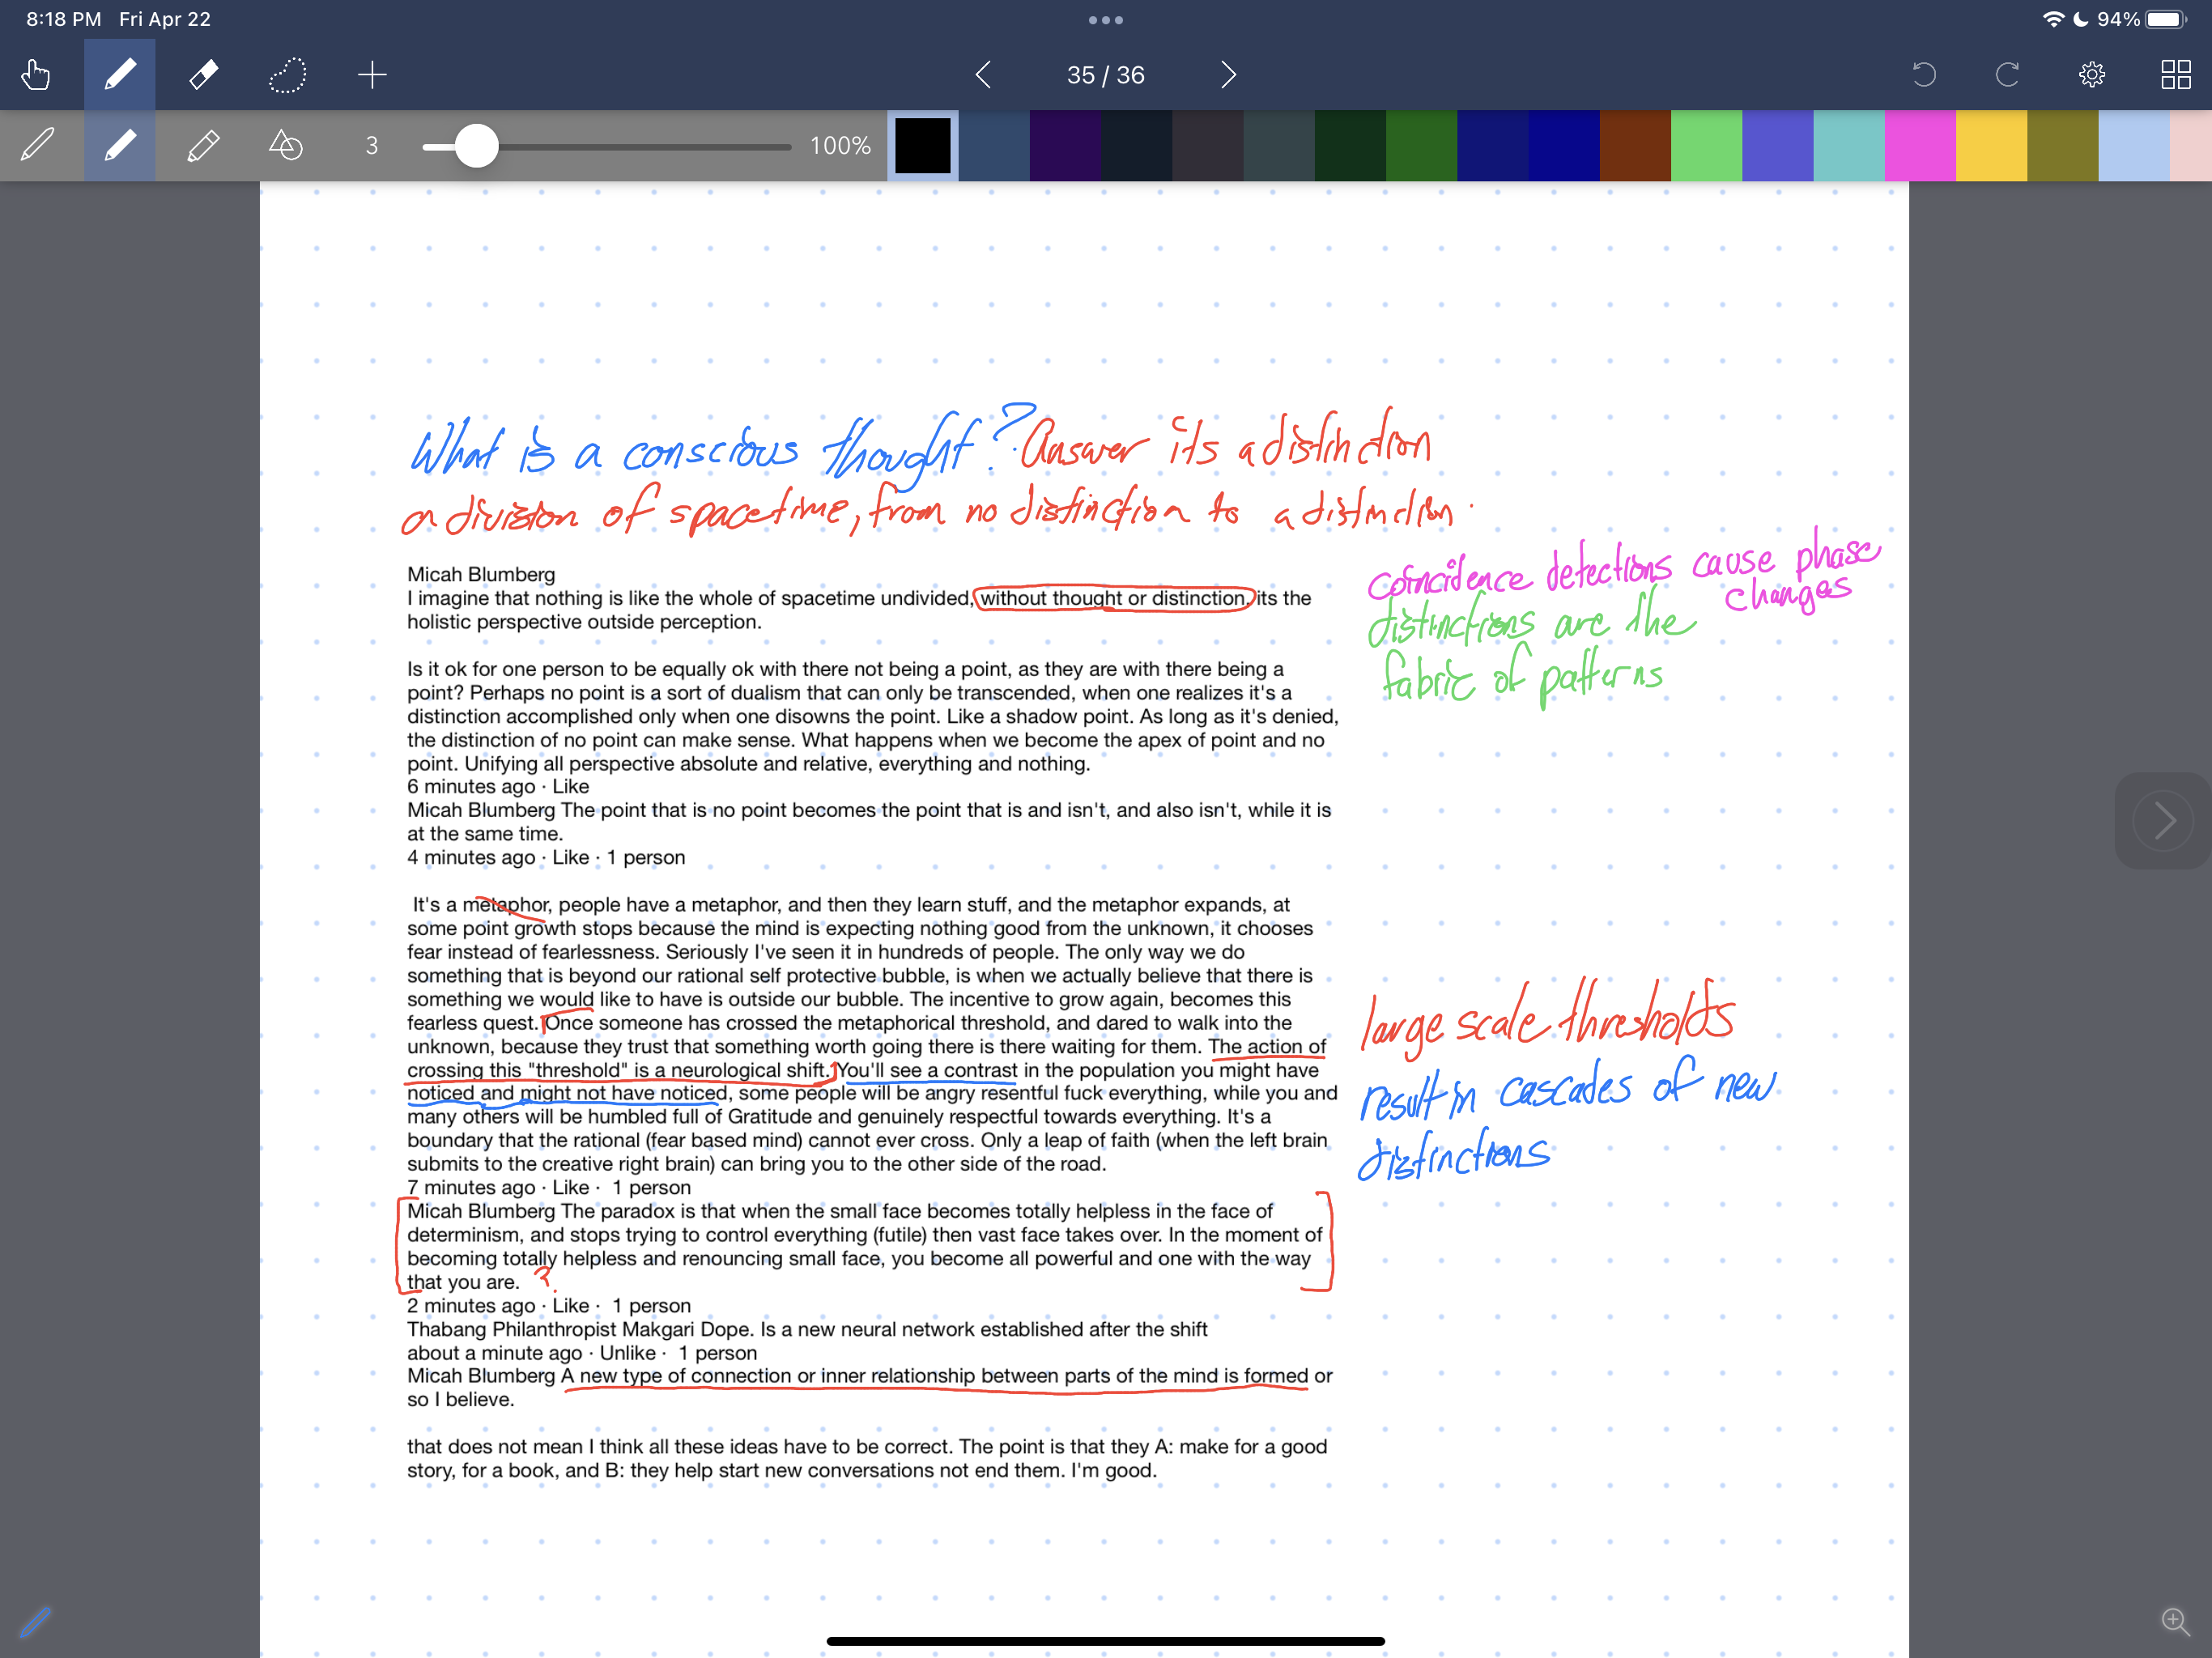 8:18 PM Fri Apr 22
94%
35 / 36
3
100%
What is a conscious thought? Answer its a distinction
a division of spacetime, from no distinction to a distinction.
Micah Blumberg
I imagine that nothing is like the whole of spacetime undivided, without thought or distinction, its the
holistic perspective outside perception.
coincidence detections cause phase
changes
distinctions are the
fabric of patterns
Is it ok for one person to be equally ok with there not being a point, as they are with there being a
point? Perhaps no point is a sort of dualism that can only be transcended, when one realizes it's a
distinction accomplished only when one disowns the point. Like a shadow point. As long as it's denied,
the distinction of no point can make sense. What happens when we become the apex of point and no
point. Unifying all perspective absolute and relative, everything and nothing.
6 minutes ago · Like
Micah Blumberg The point that is no point becomes the point that is and isn't, and also isn't, while it is
at the same time.
4 minutes ago · Like · 1 person
It's a metaphor, people have a metaphor, and then they learn stuff, and the metaphor expands, at
some point growth stops because the mind is expecting nothing good from the unknown, it chooses
fear instead of fearlessness. Seriously I've seen it in hundreds of people. The only way we do
something that is beyond our rational self protective bubble, is when we actually believe that there is
something we would like to have is outside our bubble. The incentive to grow again, becomes this
fearless quest. Once someone has crossed the metaphorical threshold, and dared to walk into the
unknown, because they trust that something worth going there is there waiting for them. The action of
crossing this "threshold" is a neurological shift. You'll see a contrast in the population you might have
noticed and might not have noticed, some people will be angry resentful fuck everything, while you and
many others will be humbled full of Gratitude and genuinely respectful towards everything. It's a
boundary that the rational (fear based mind) cannot ever cross. Only a leap of faith (when the left brain
submits to the creative right brain) can bring you to the other side of the road.
7 minutes ago · Like · 1 person
large scale thresholds
result in cascades of new
distinctions
Micah Blumberg The paradox is that when the small face becomes totally helpless in the face of
determinism, and stops trying to control everything (futile) then vast face takes over. In the moment of
becoming totally helpless and renouncing small face, you become all powerful and one with the way
that you are. ?
2 minutes ago · Like · 1 person
Thabang Philanthropist Makgari Dope. Is a new neural network established after the shift
about a minute ago · Unlike · 1 person
Micah Blumberg A new type of connection or inner relationship between parts of the mind is formed or
so I believe.
that does not mean I think all these ideas have to be correct. The point is that they A: make for a good
story, for a book, and B: they help start new conversations not end them. I'm good.